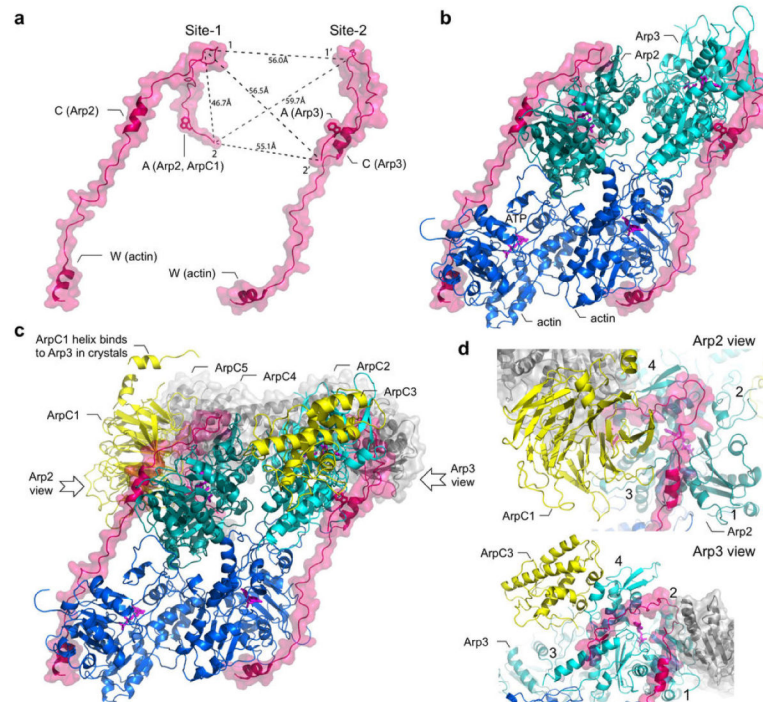 a
Site-1
Site-2
1
1'
56.0Å
C (Arp2)
56.5Å
59.7Å
46.7Å
A (Arp3)
2
55.1Å
2'
A (Arp2, ArpC1)
C (Arp3)
W (actin)
W (actin)
b
Arp3
Arp2
ATP
actin
actin
c
ArpC1 helix binds
to Arp3 in crystals
ArpC5
ArpC4
ArpC2
ArpC3
ArpC1
Arp2
view
Arp3
view
d
Arp2 view
4
2
3
1
ArpC1
Arp2
Arp3 view
ArpC3
4
2
Arp3
3
1